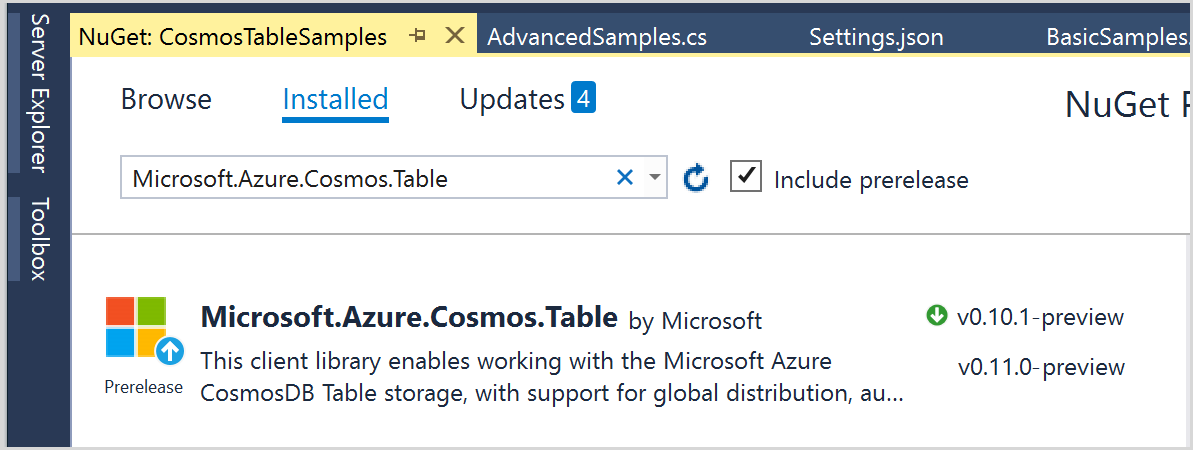 NuGet: CosmosTableSamples AdvancedSamples.cs Settings.json BasicSamples.
Server Explorer
Toolbox
Browse Installed Updates 4 NuGet
Microsoft.Azure.Cosmos.Table Include prerelease
Microsoft.Azure.Cosmos.Table by Microsoft v0.10.1-preview
This client library enables working with the Microsoft Azure v0.11.0-preview
Prerelease CosmosDB Table storage, with support for global distribution, au...